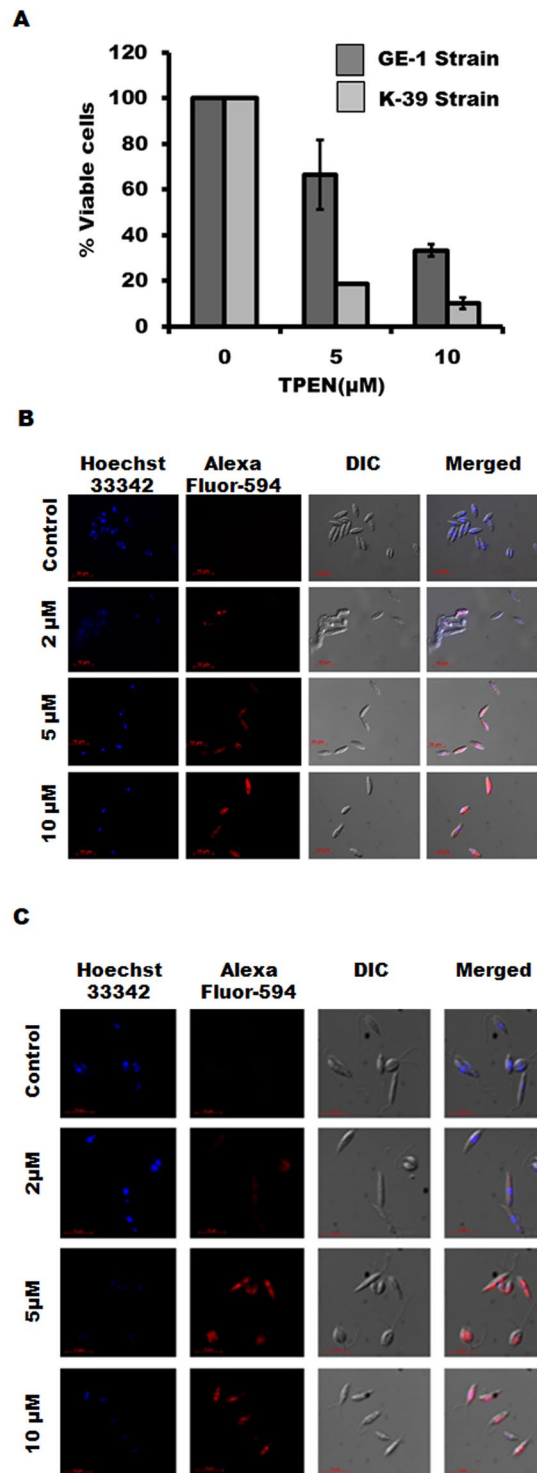 A
120
100
80
60
40
20
0
% Viable cells
GE-1 Strain
K-39 Strain
0 5 10
TPEN(µM)
B
Hoechst 33342
Alexa Fluor-594
DIC
Merged
Control
2 µM
5 µM
10 µM
C
Hoechst 33342
Alexa Fluor-594
DIC
Merged
Control
2µM
5µM
10 µM